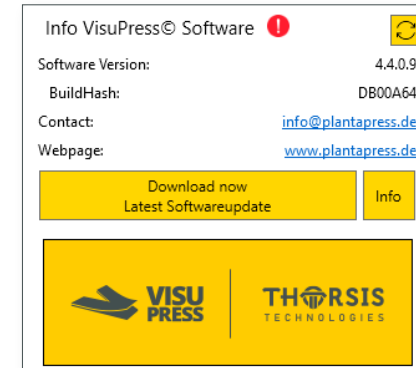 Info VisuPress© Software !
Software Version: 4.4.0.9
BuildHash: DB00A64
Contact: info@plantapress.de
Webpage: www.plantapress.de
Download now
Latest Softwareupdate
Info
VISU
PRESS
THORSIS
TECHNOLOGIES